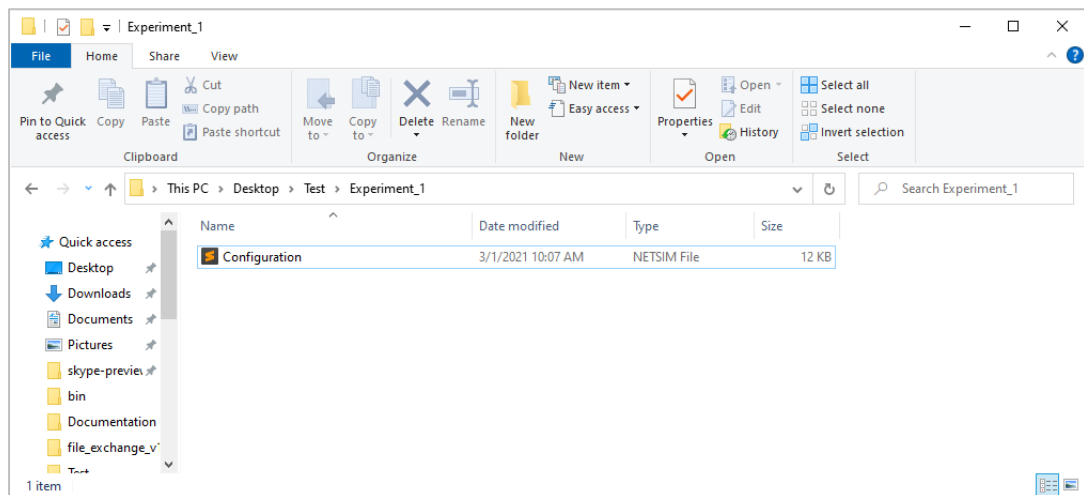 Experiment_1
File Home Share View
Pin to Quick access
Copy
Paste
Cut
Copy path
Paste shortcut
Clipboard
Move to
Copy to
Delete
Rename
Organize
New folder
New item
Easy access
New
Properties
Open
Edit
History
Open
Select all
Select none
Invert selection
Select
This PC > Desktop > Test > Experiment_1
Search Experiment_1
Name Date modified Type Size
Configuration 3/1/2021 10:07 AM NETSIM File 12 KB
Quick access
Desktop
Downloads
Documents
Pictures
skype-previe
bin
Documentation
file_exchange_v
Test
1 item